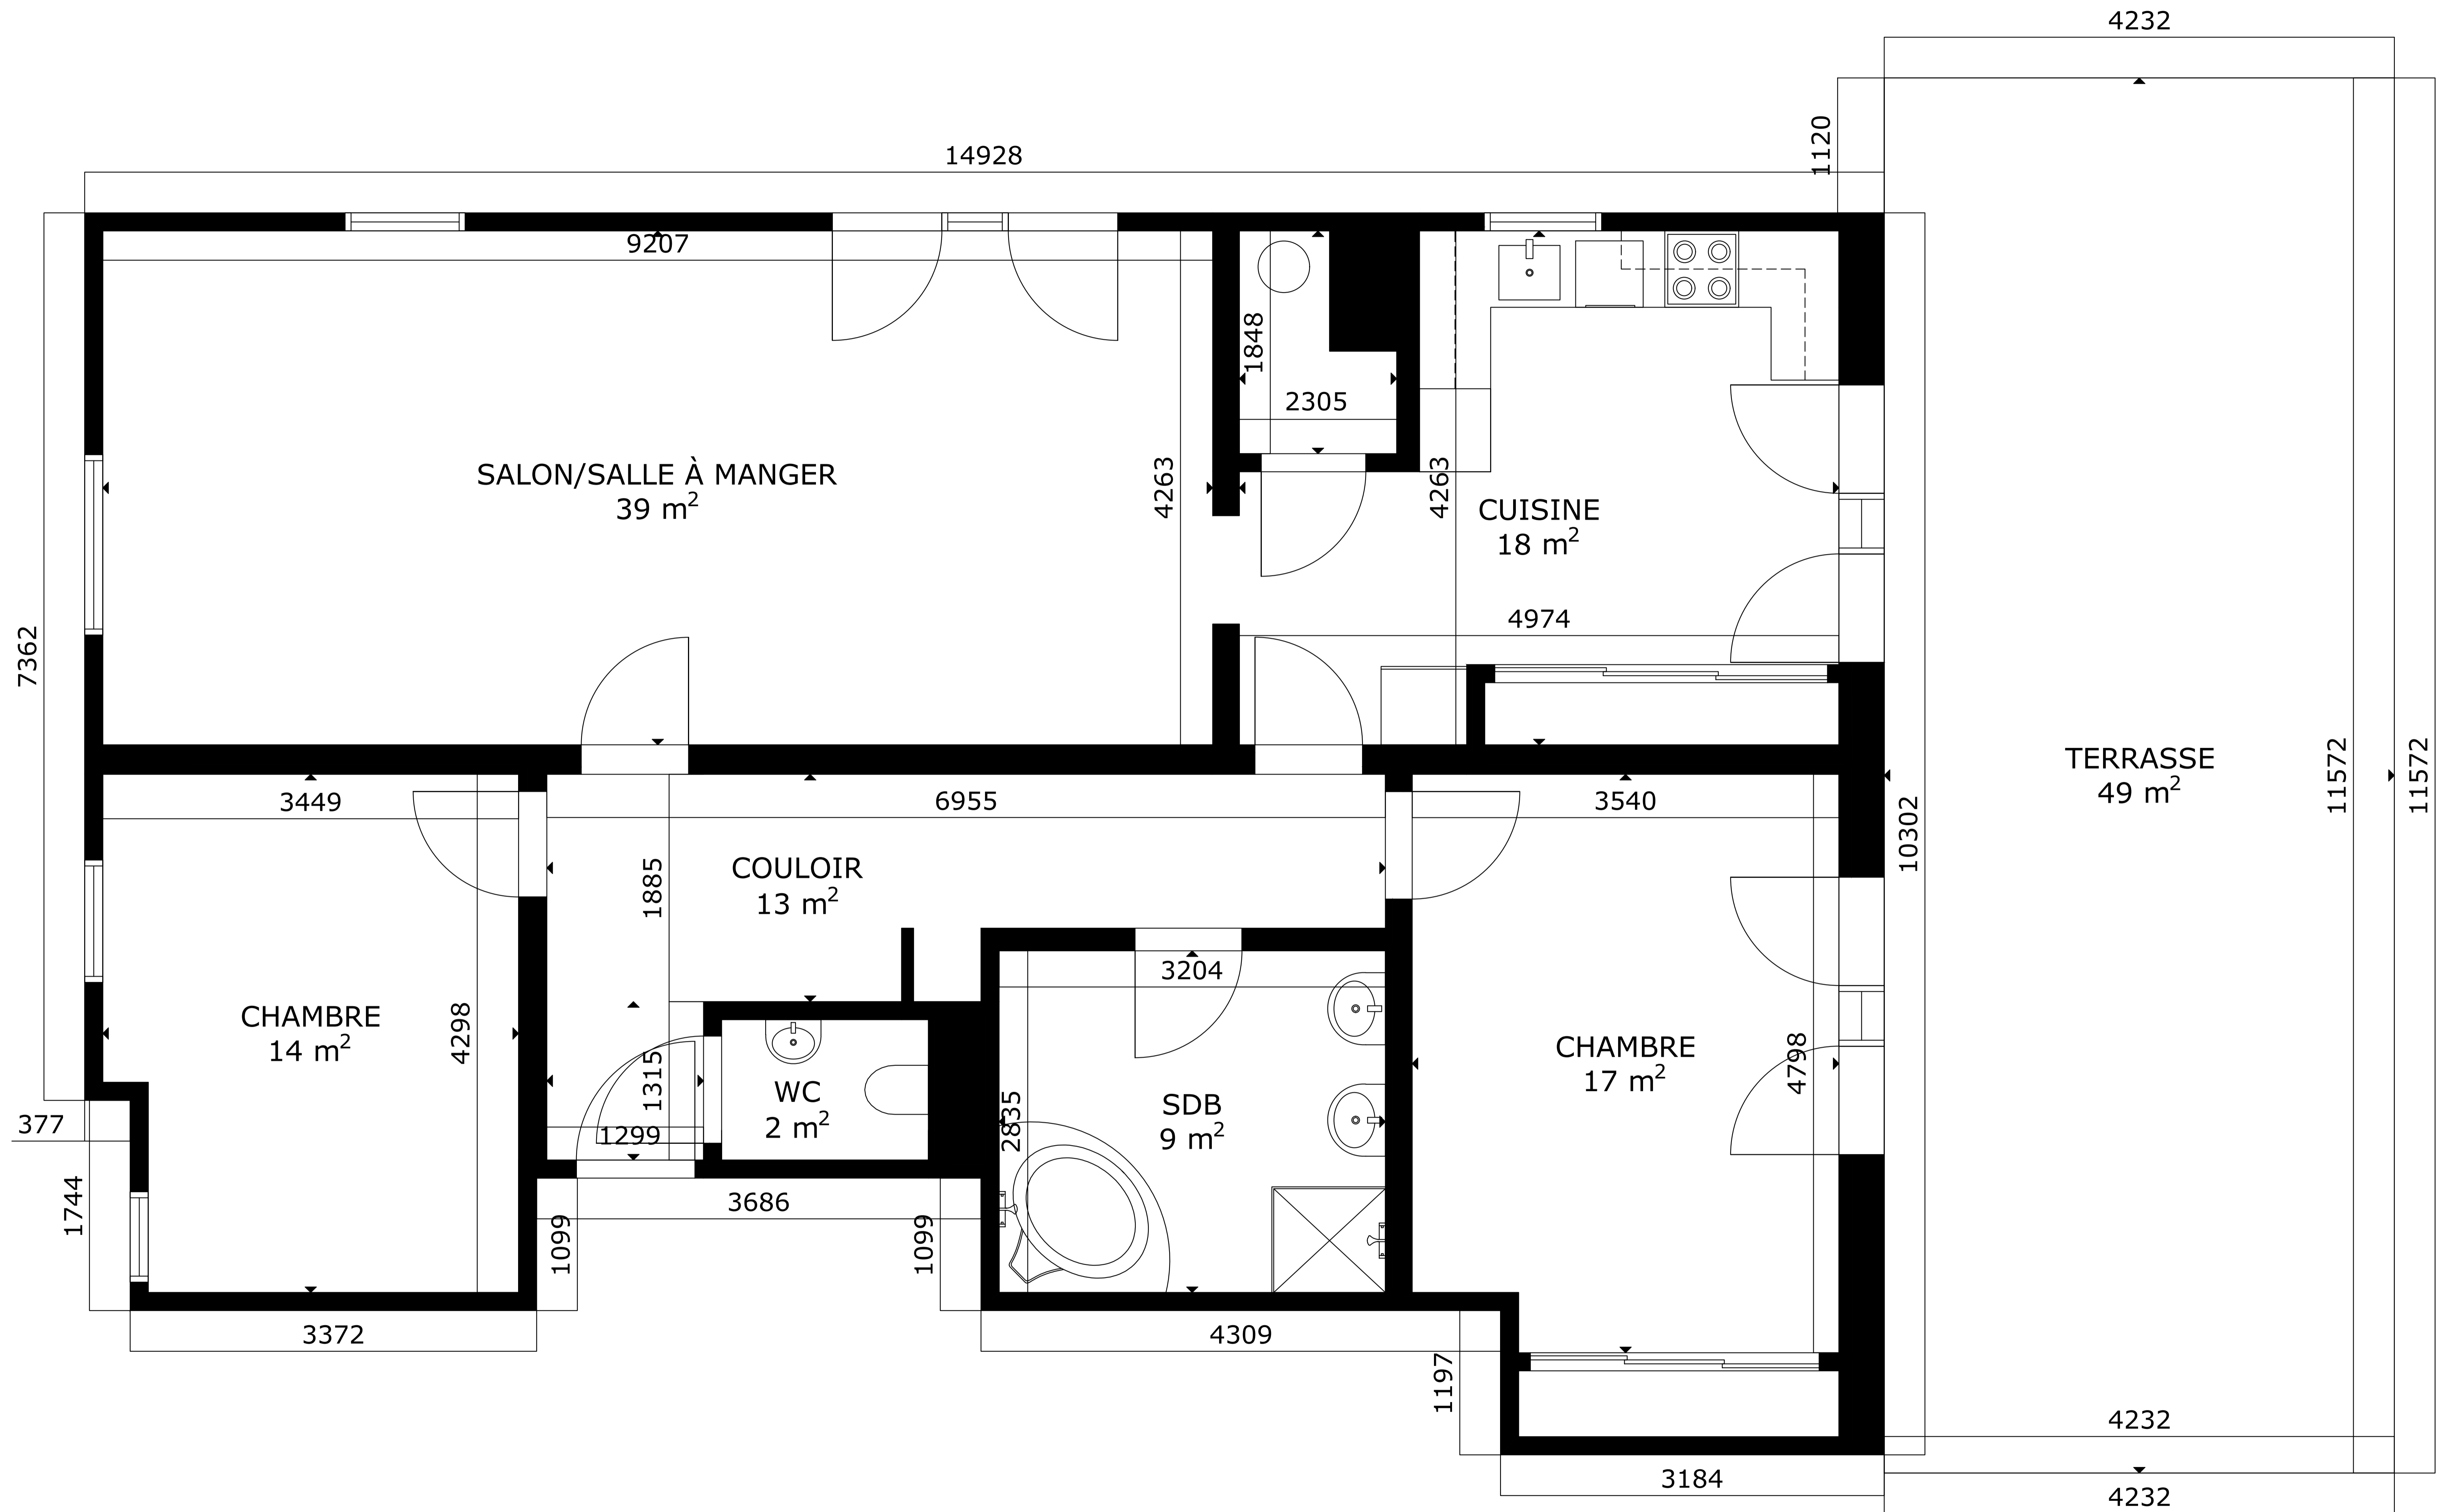 4232
1120
14928
9207
1848
2305
SALON/SALLE À MANGER
39 m²
4263
4263
CUISINE
18 m²
4974
7362
TERRASSE
49 m²
11572
11572
10302
3449
6955
3540
1885
COULOIR
13 m²
3204
CHAMBRE
14 m²
4298
1315
WC
2 m²
1299
2835
SDB
9 m²
CHAMBRE
17 m²
4798
377
1744
3686
1099
1099
3372
4309
1197
4232
3184
4232